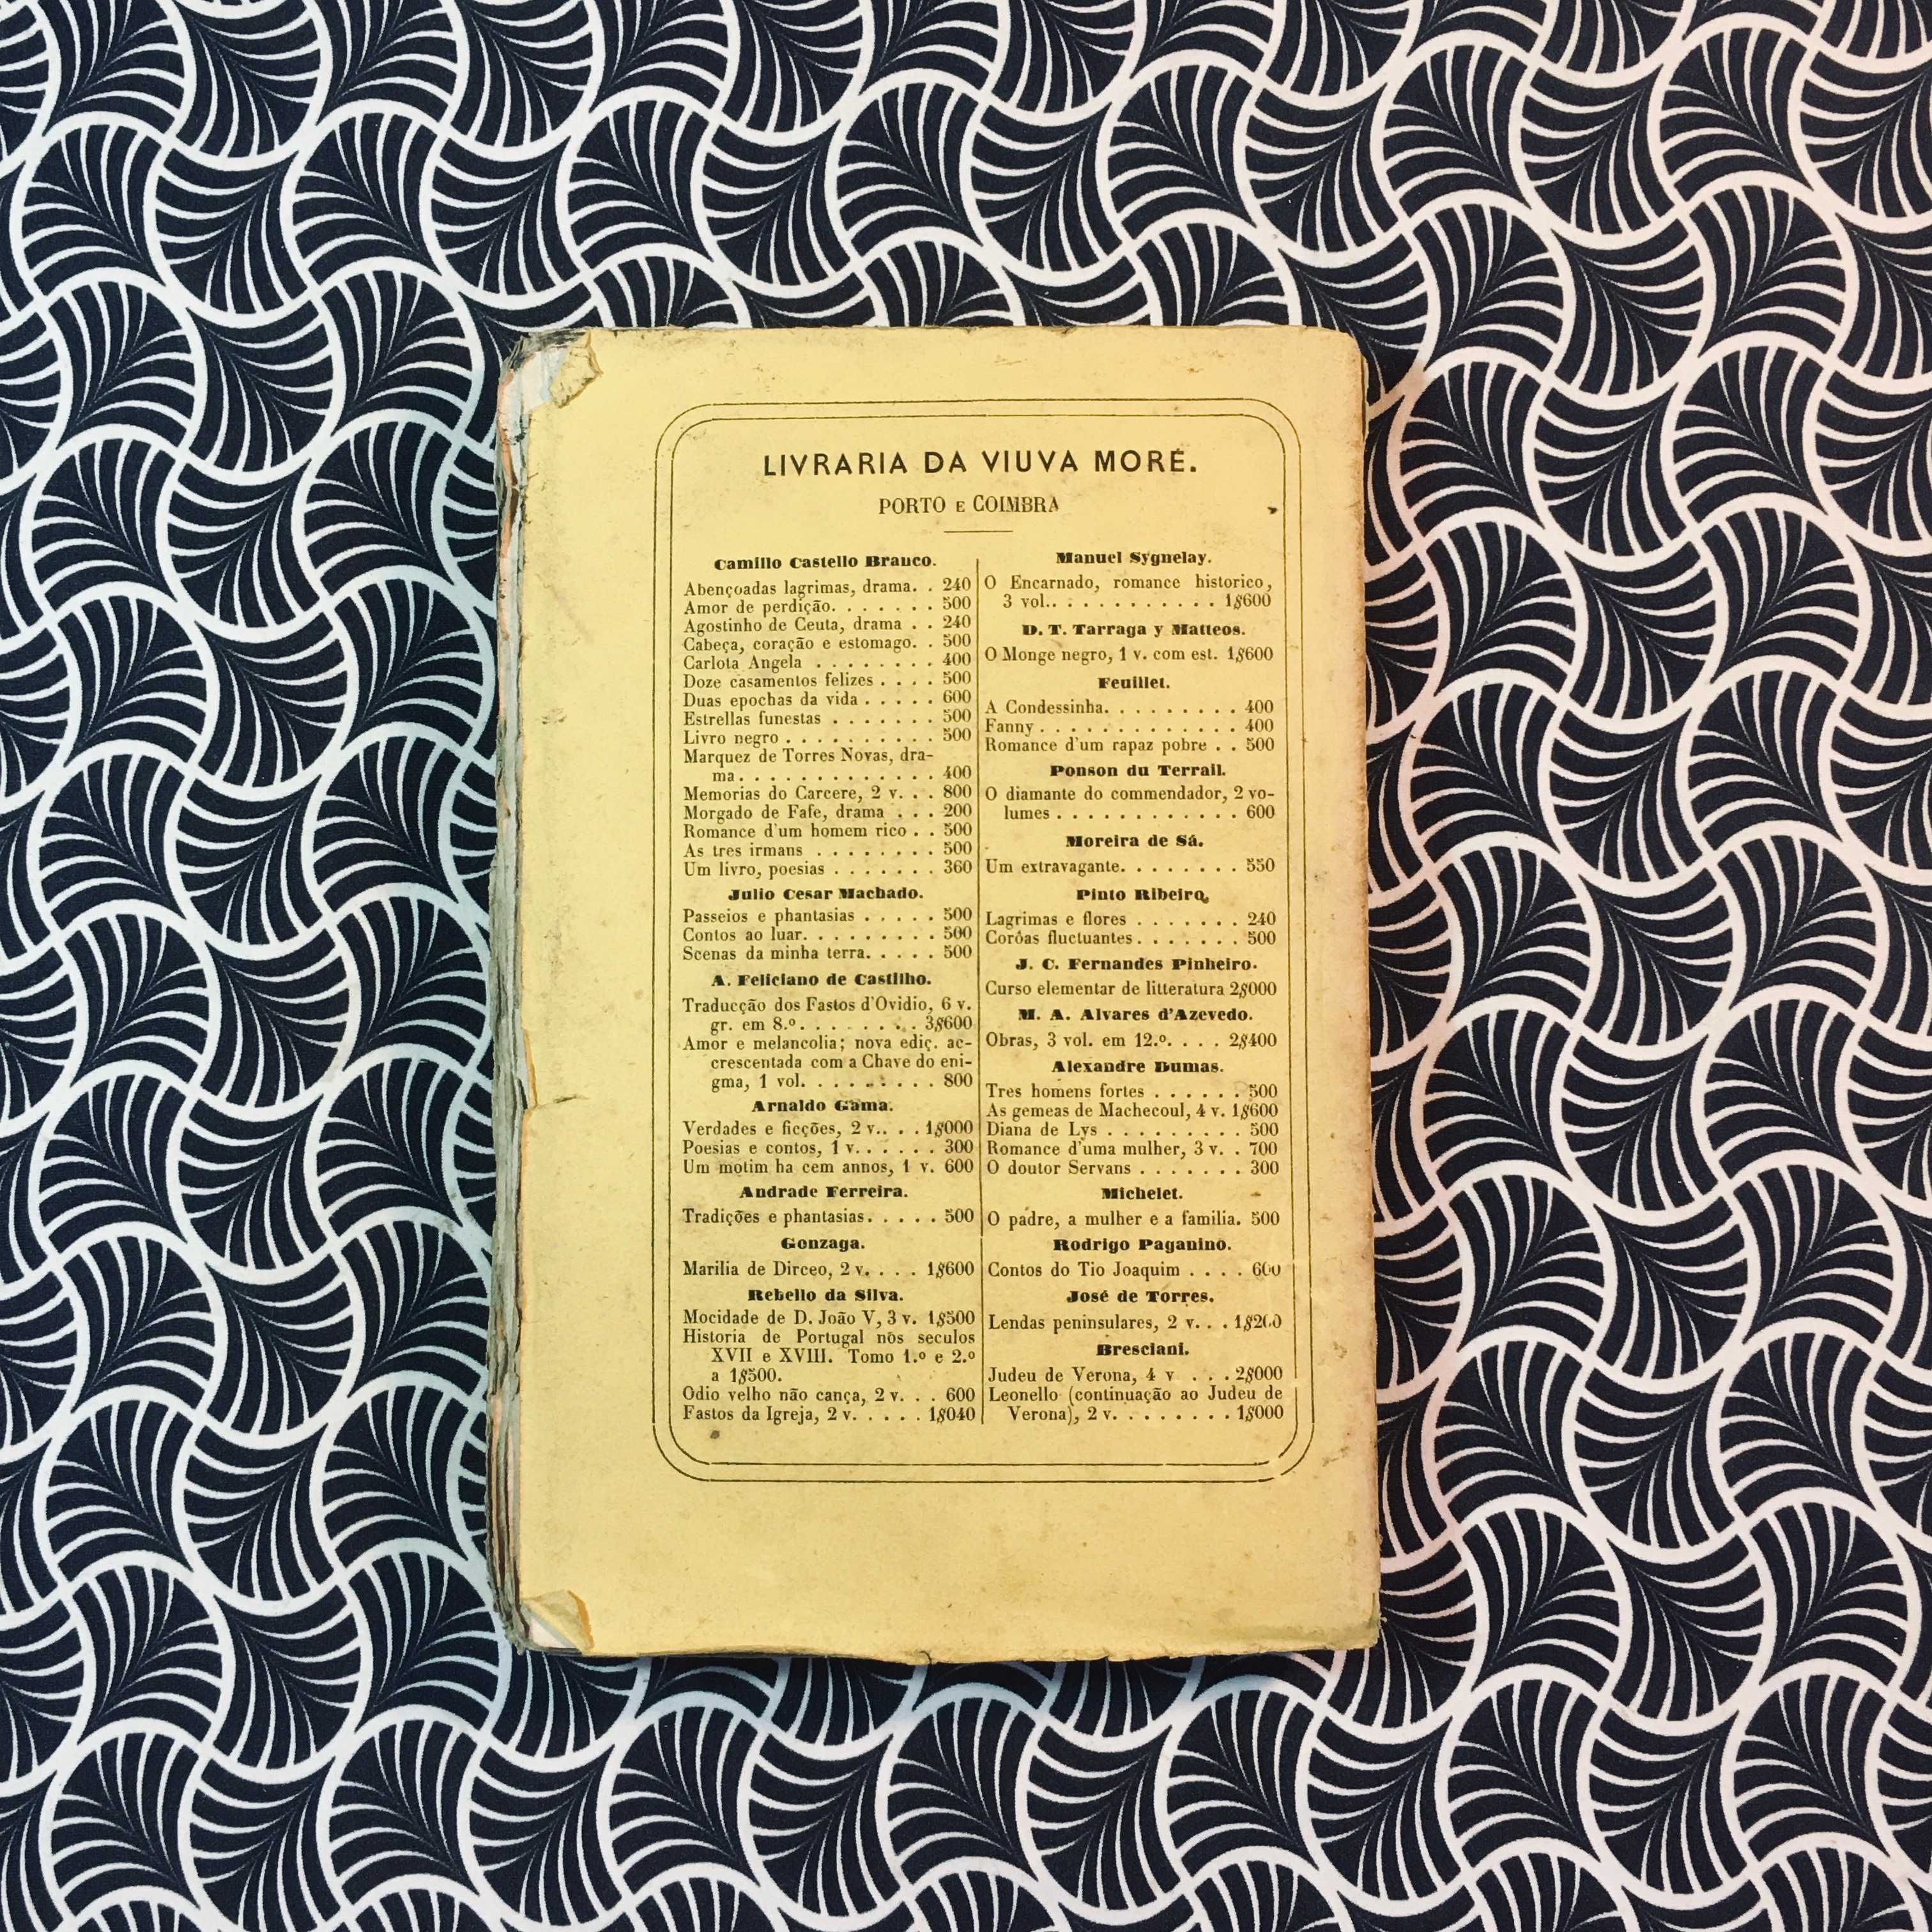 LIVRARIA DA VIUVA MORÉ.
PORTO E COIMBRA
Camillo Castello Branco.
Abençoadas lagrimas, drama. . 240
Amor de perdição. . . . . . . 500
Agostinho de Ceuta, drama . . 240
Cabeça, coração e estomago. . 500
Carlota Angela . . . . . . . . 400
Doze casamentos felizes . . . . 500
Duas epochas da vida . . . . . 600
Estrellas funestas . . . . . . . 500
Livro negro . . . . . . . . . . 500
Marquez de Torres Novas, dra-
ma. . . . . . . . . . . . . . 400
Memorias do Carcere, 2 v. . . 800
Morgado de Fafe, drama . . . 200
Romance d'um homem rico . . 500
As tres irmans . . . . . . . . 500
Um livro, poesias . . . . . . . 360
Julio Cesar Machado.
Passeios e phantasias . . . . . 500
Contos ao luar. . . . . . . . . 500
Scenas da minha terra. . . . . 500
A. Feliciano de Castilho.
Traducção dos Fastos d'Ovidio, 6 v.
gr. em 8.º. . . . . . . . 3$600
Amor e melancolia; nova ediç. ac-
crescentada com a Chave do eni-
gma, 1 vol. . . . . . . . . 800
Arnaldo Gama.
Verdades e ficções, 2 v.. . . 1$000
Poesias e contos, 1 v. . . . . . 300
Um motim ha cem annos, 1 v. 600
Andrade Ferreira.
Tradições e phantasias. . . . . 500
Gonzaga.
Marilia de Dirceo, 2 v. . . . 1$600
Rebello da Silva.
Mocidade de D. João V, 3 v. 1$500
Historia de Portugal nos seculos
XVII e XVIII. Tomo 1.º e 2.º
a 1$500.
Odio velho não cança, 2 v. . . 600
Fastos da Igreja, 2 v. . . . . 1$040
Manuel Sygnelay.
O Encarnado, romance historico,
3 vol.. . . . . . . . . . . . 1$600
D. T. Tarraga y Matteos.
O Monge negro, 1 v. com est. 1$600
Feuillet.
A Condessinha. . . . . . . . . 400
Fanny. . . . . . . . . . . . . 400
Romance d'um rapaz pobre . . 500
Ponson du Terrail.
O diamante do commendador, 2 vo-
lumes . . . . . . . . . . . . 600
Moreira de Sá.
Um extravagante. . . . . . . . 550
Pinto Ribeiro.
Lagrimas e flores . . . . . . . 240
Corôas fluctuantes. . . . . . . 500
J. C. Fernandes Pinheiro.
Curso elementar de litteratura 2$000
M. A. Alvares d'Azevedo.
Obras, 3 vol. em 12.º. . . . 2$400
Alexandre Dumas.
Tres homens fortes . . . . . . 500
As gemeas de Machecoul, 4 v. 1$600
Diana de Lys . . . . . . . . . . 500
Romance d'uma mulher, 3 v. . 700
O doutor Servans . . . . . . . 300
Michelet.
O padre, a mulher e a familia. 500
Rodrigo Paganino.
Contos do Tio Joaquim . . . . 600
José de Torres.
Lendas peninsulares, 2 v. . . 1$200
Bresciani.
Judeu de Verona, 4 v . . . 2$000
Leonello (continuação ao Judeu de
Verona), 2 v. . . . . . . . 1$000